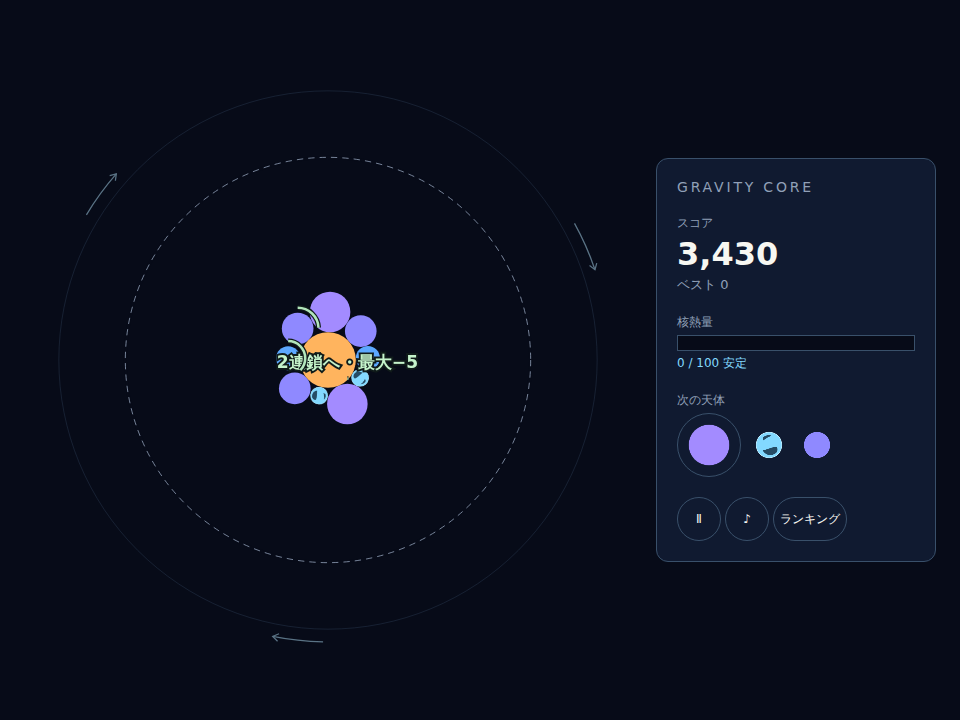 2連鎖へ・最大−5
GRAVITY CORE
スコア
3,430
ベスト 0
核熱量
0 / 100 安定
次の天体
Ⅱ
♪
ランキング